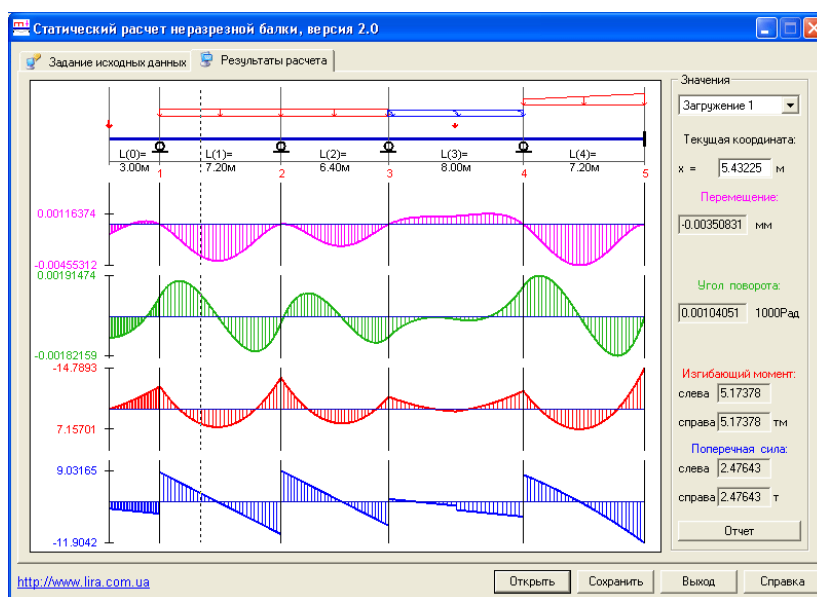 Статический расчет неразрезной балки, версия 2.0
Задание исходных данных
Результаты расчета
L(0)=
3.00м
L(1)=
7.20м
L(2)=
6.40м
L(3)=
8.00м
L(4)=
7.20м
1
2
3
4
5
0.00116374
-0.00455312
0.00191474
-0.00182159
-14.7893
7.15701
9.03165
-11.9042
Значения
Загружение 1
Текущая координата:
x = 5.43225 м
Перемещение:
-0.00350831 мм
Угол поворота:
0.00104051 1000Рад
Изгибающий момент:
слева 5.17378
справа 5.17378 тм
Поперечная сила:
слева 2.47643
справа 2.47643 т
Отчет
http://www.lira.com.ua
Открыть
Сохранить
Выход
Справка